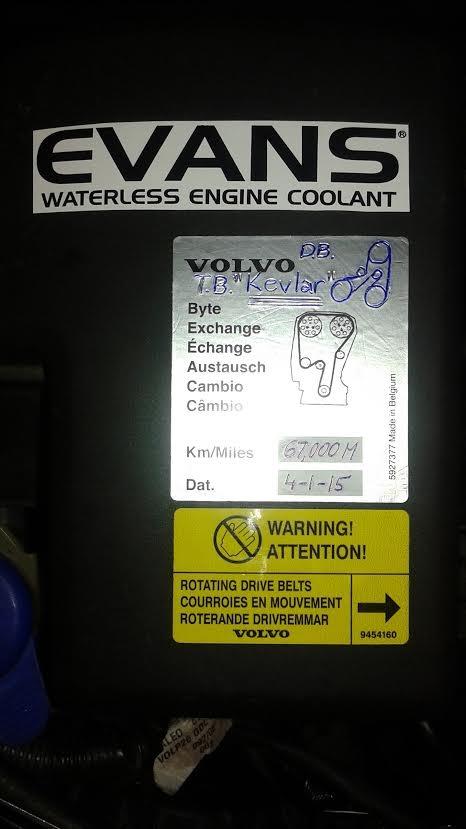 EVANS®
WATERLESS ENGINE COOLANT
VOLVO D.B.
T.B. "Kevlar"
Byte
Exchange
Échange
Austausch
Cambio
Câmbio
Km/Miles 67,000 M
Dat. 4-1-15
5927377 Made in Belgium
WARNING!
ATTENTION!
ROTATING DRIVE BELTS
COURROIES EN MOUVEMENT
ROTERANDE DRIVREMMAR
VOLVO
9454160